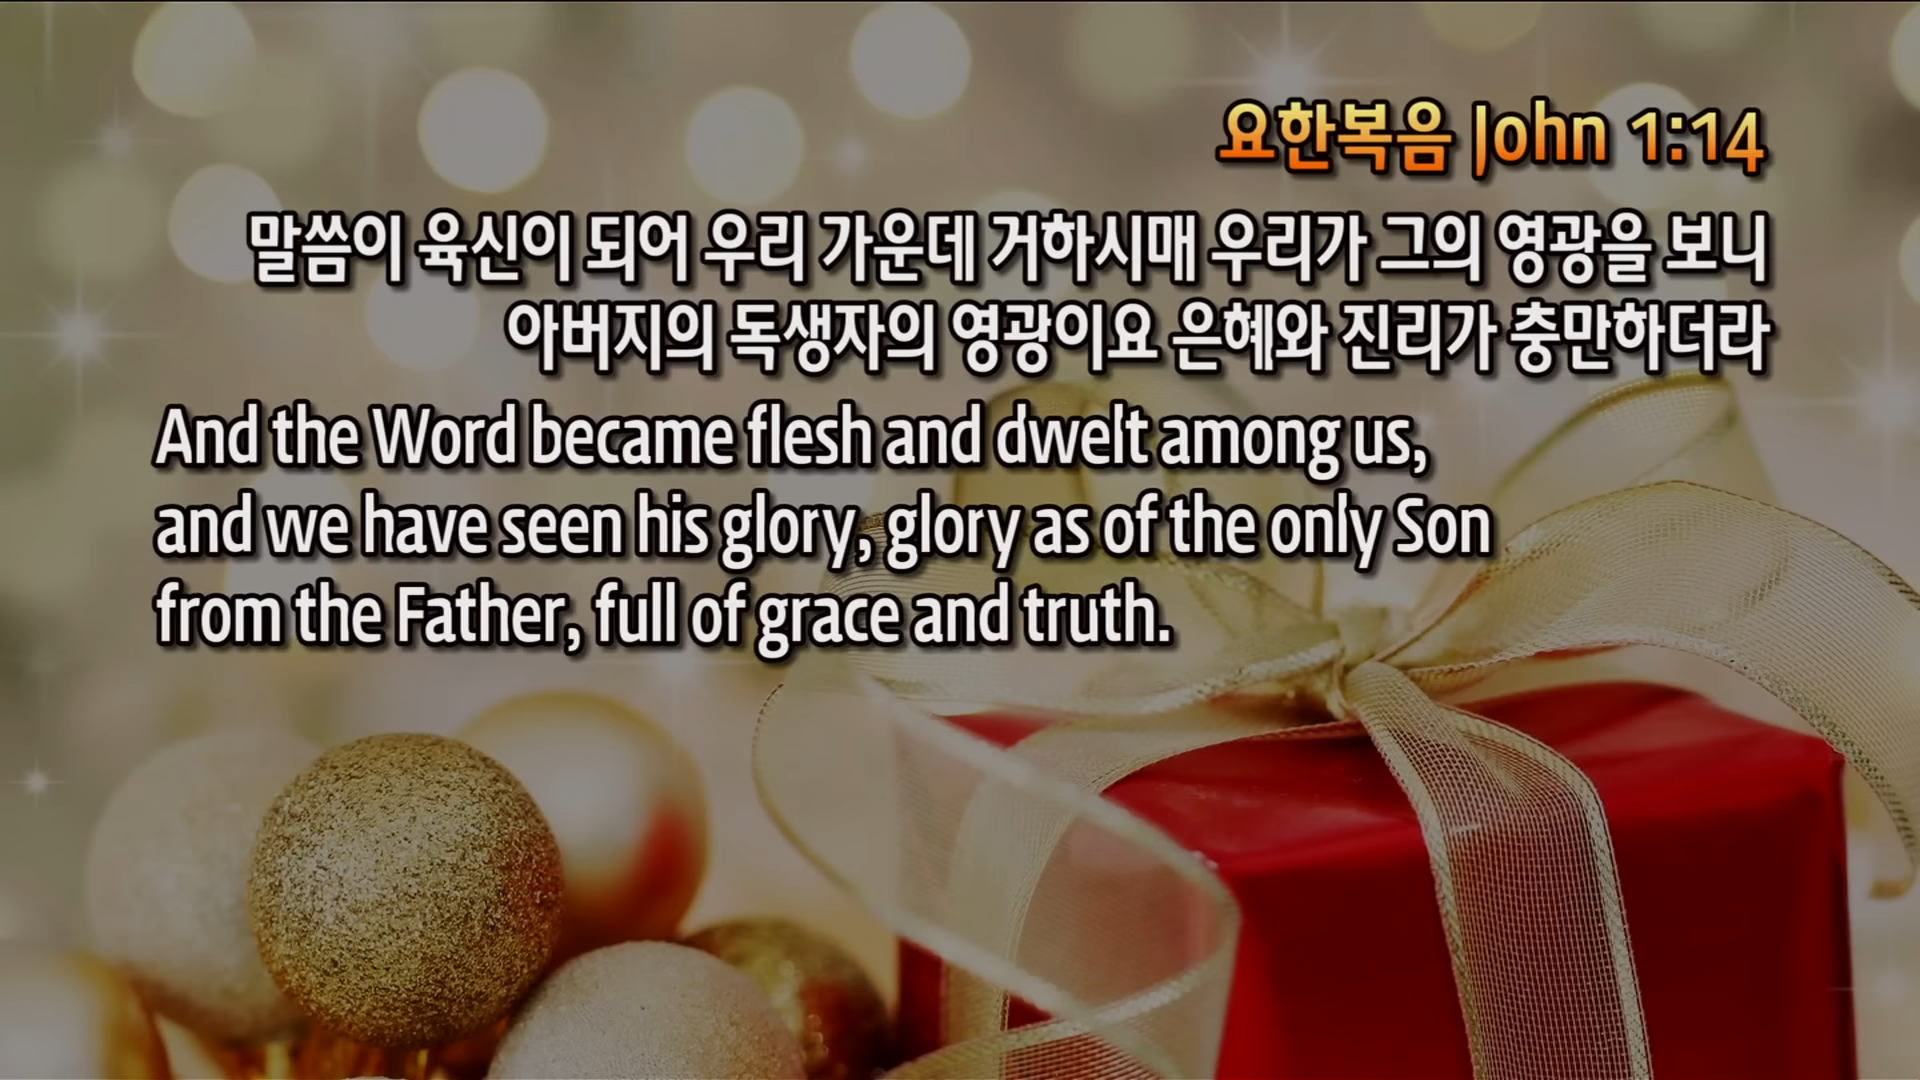 요한복음 John 1:14
말씀이 육신이 되어 우리 가운데 거하시매 우리가 그의 영광을 보니
아버지의 독생자의 영광이요 은혜와 진리가 충만하더라
And the Word became flesh and dwelt among us,
and we have seen his glory, glory as of the only Son
from the Father, full of grace and truth.